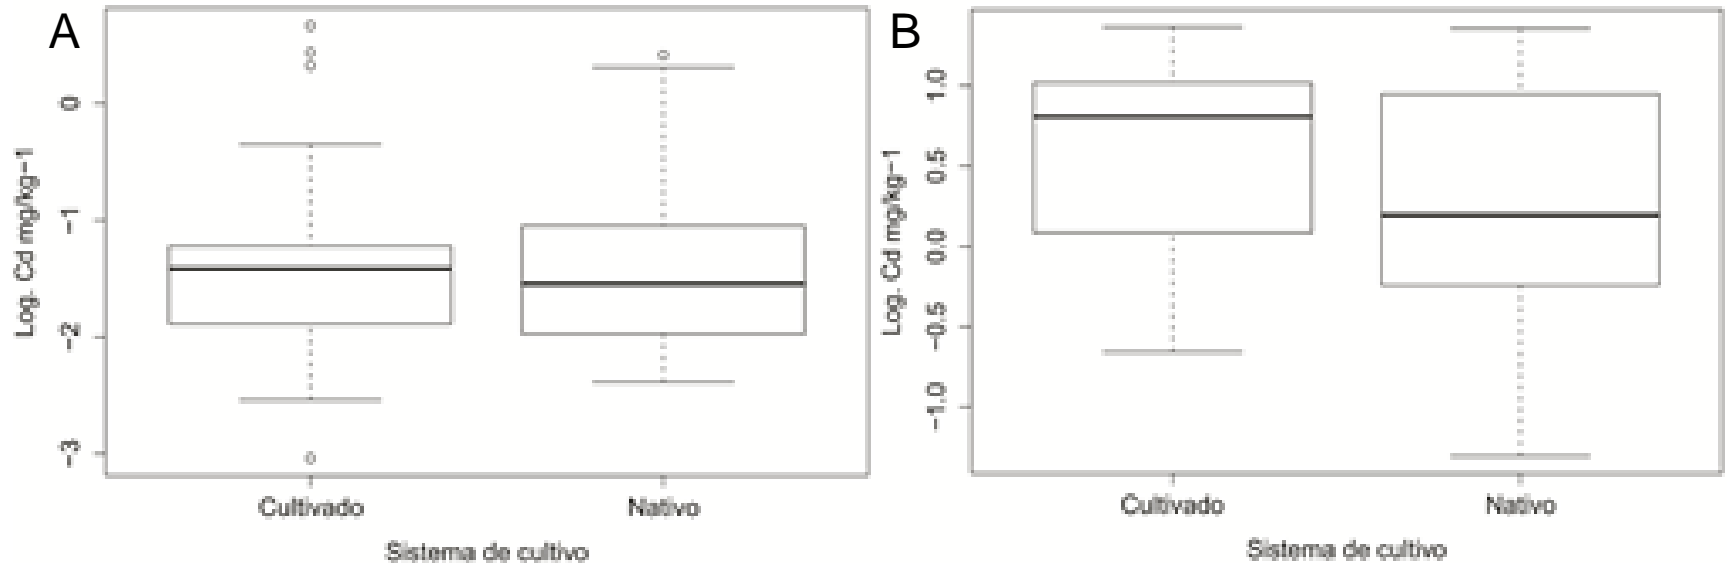 A
Log. Cd mg/kg−1
0
−1
−2
−3
Cultivado
Nativo
Sistema de cultivo
B
Log. Cd mg/kg−1
1.0
0.5
0.0
−0.5
−1.0
Cultivado
Nativo
Sistema de cultivo